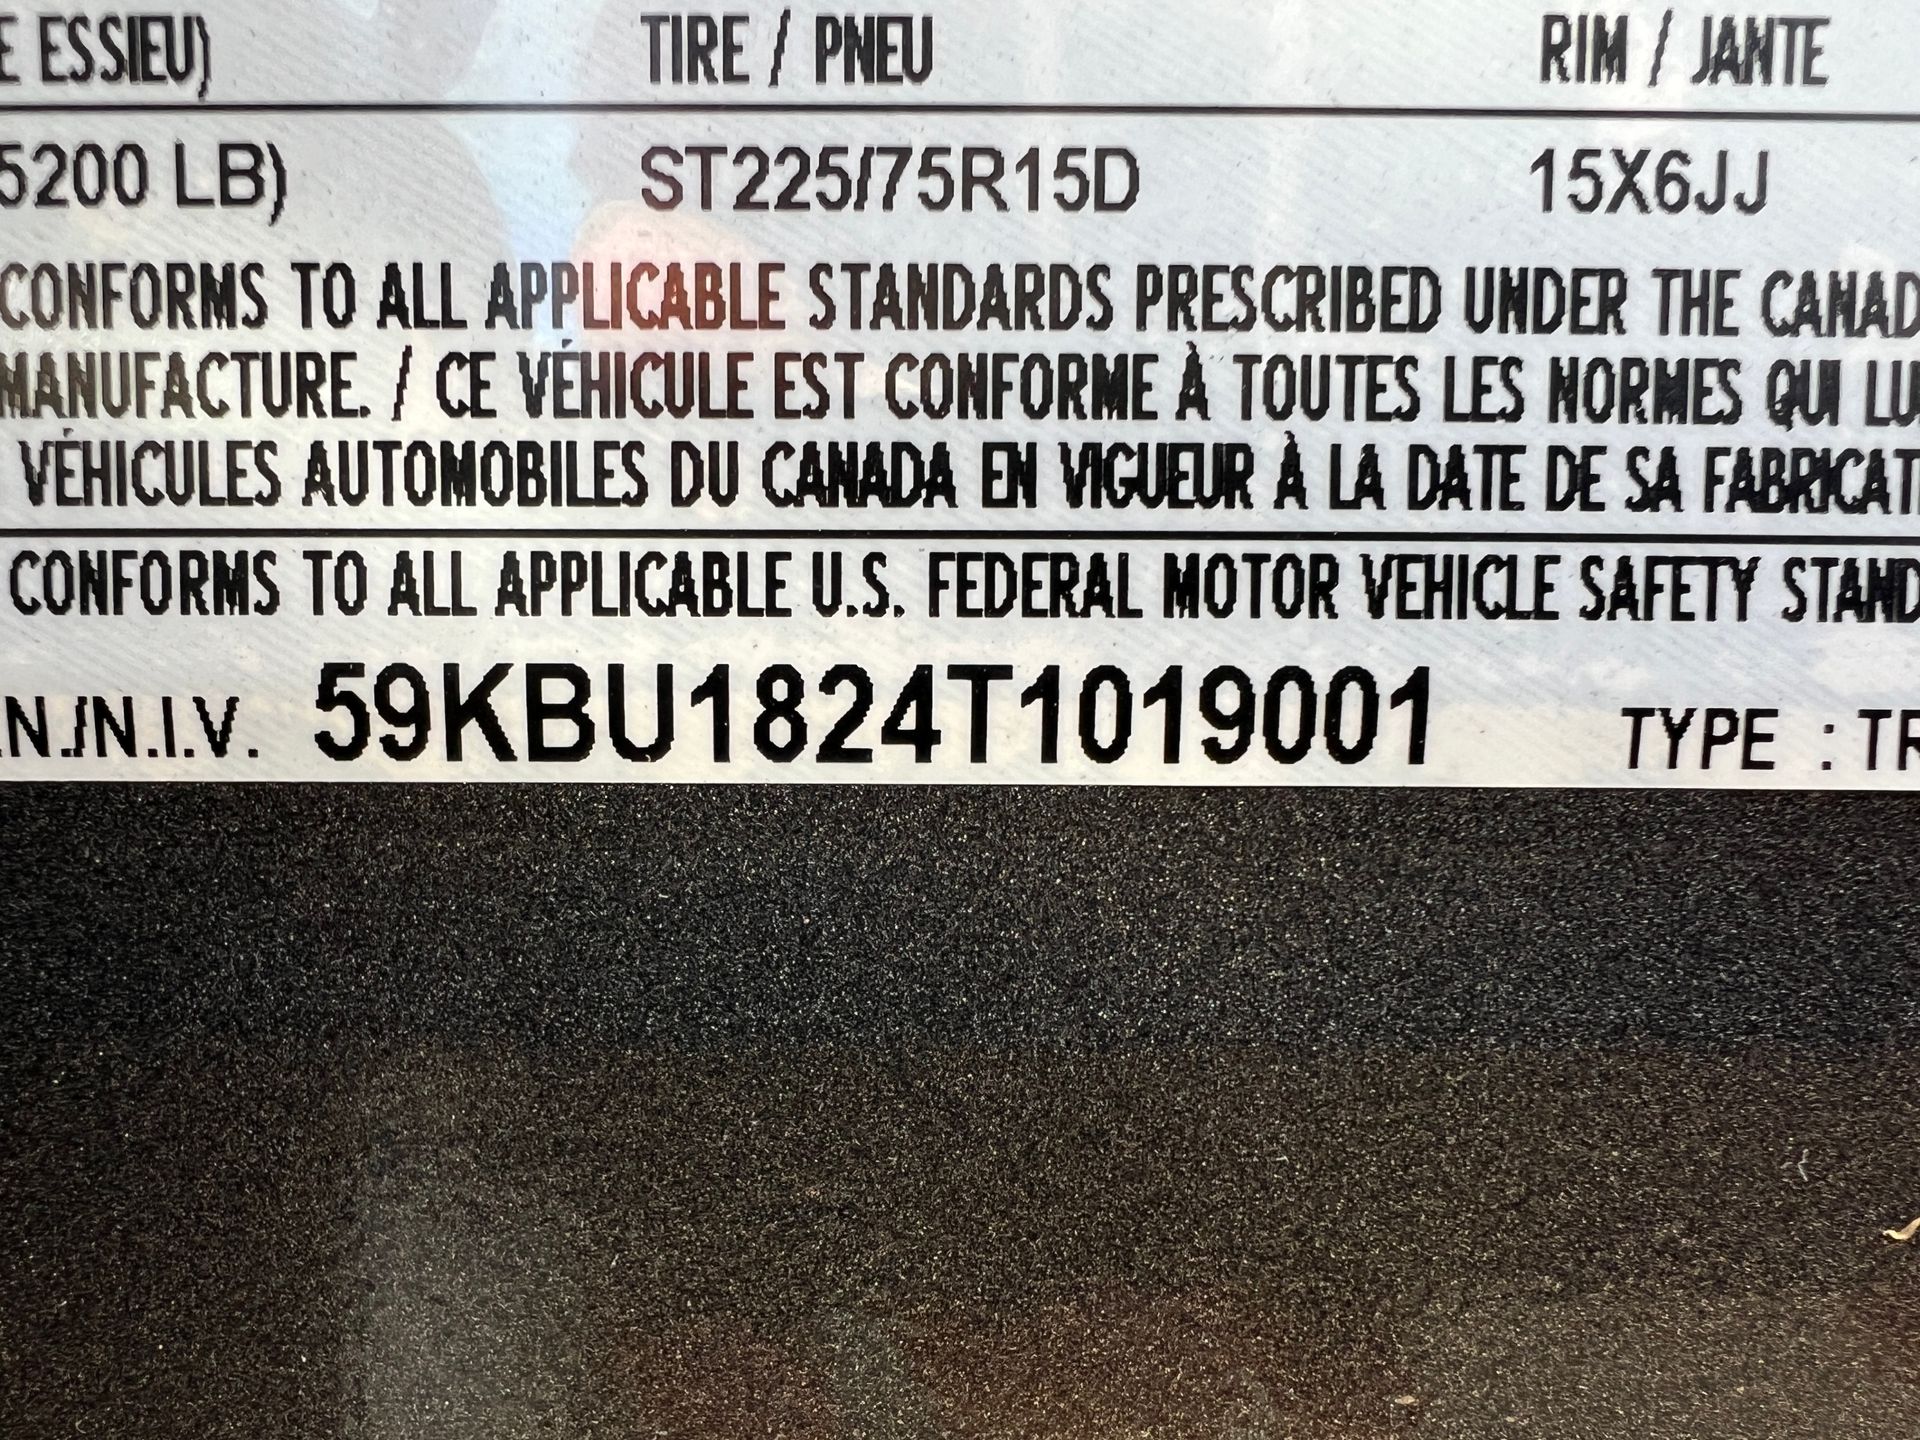 E ESSIEU) TIRE / PNEU RIM / JANTE
5200 LB) ST225/75R15D 15X6JJ
CONFORMS TO ALL APPLICABLE STANDARDS PRESCRIBED UNDER THE CANAD
MANUFACTURE. / CE VÉHICULE EST CONFORME À TOUTES LES NORMES QUI LU
VÉHICULES AUTOMOBILES DU CANADA EN VIGUEUR À LA DATE DE SA FABRICAT
CONFORMS TO ALL APPLICABLE U.S. FEDERAL MOTOR VEHICLE SAFETY STAND
.N./N.I.V. 59KBU1824T1019001 TYPE : TR